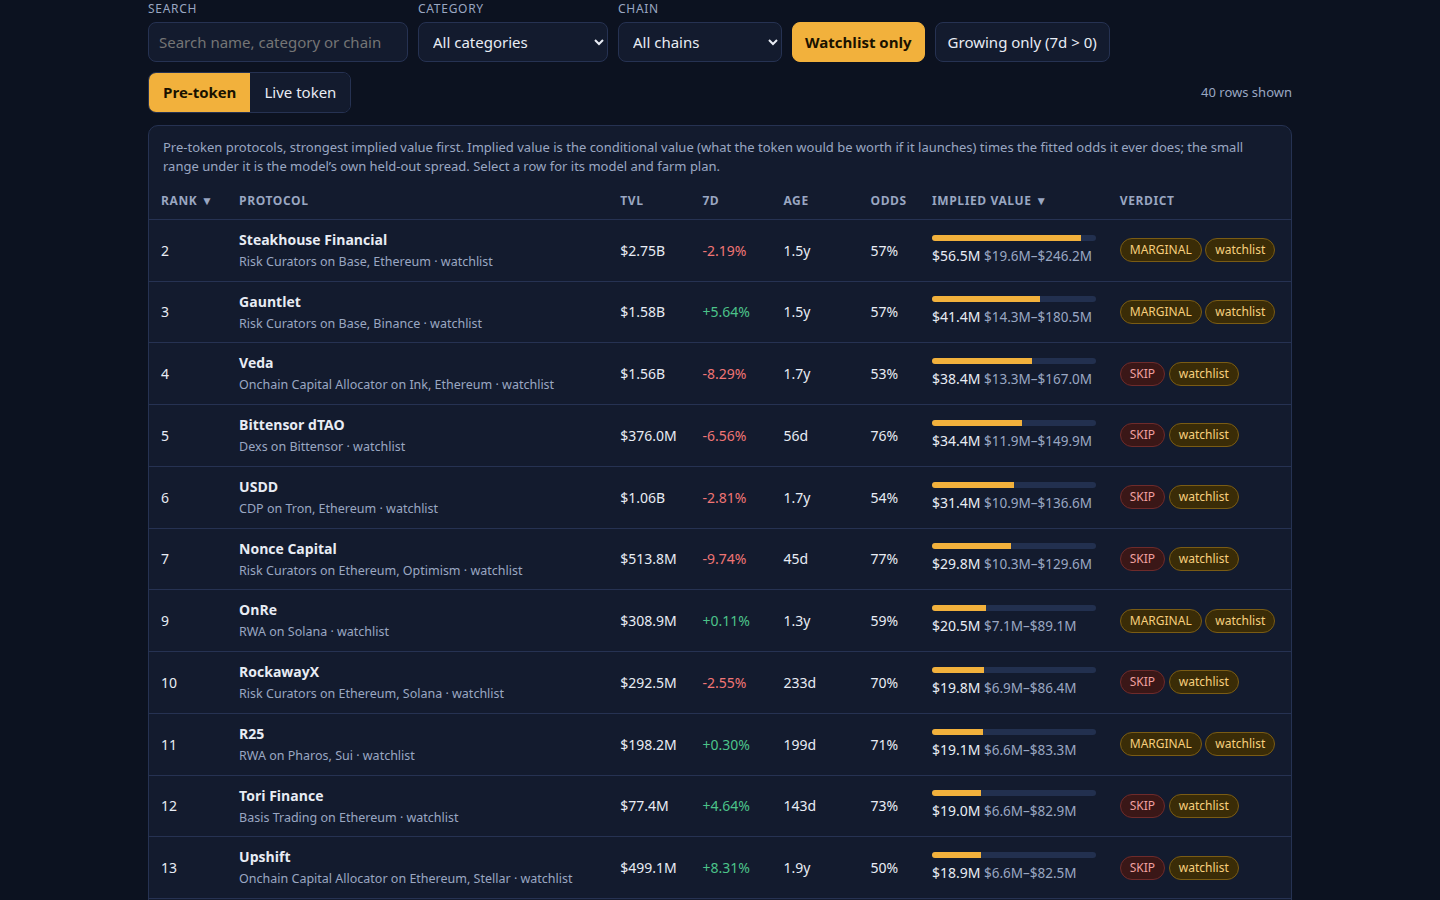 SEARCH CATEGORY CHAIN
Search name, category or chain All categories All chains Watchlist only Growing only (7d > 0)
Pre-token Live token 40 rows shown
Pre-token protocols, strongest implied value first. Implied value is the conditional value (what the token would be worth if it launches) times the fitted odds it ever does; the small
range under it is the model's own held-out spread. Select a row for its model and farm plan.
RANK ▼ PROTOCOL TVL 7D AGE ODDS IMPLIED VALUE ▼ VERDICT
2 Steakhouse Financial $2.75B -2.19% 1.5y 57% $56.5M $19.6M–$246.2M MARGINAL watchlist
Risk Curators on Base, Ethereum · watchlist
3 Gauntlet $1.58B +5.64% 1.5y 57% $41.4M $14.3M–$180.5M MARGINAL watchlist
Risk Curators on Base, Binance · watchlist
4 Veda $1.56B -8.29% 1.7y 53% $38.4M $13.3M–$167.0M SKIP watchlist
Onchain Capital Allocator on Ink, Ethereum · watchlist
5 Bittensor dTAO $376.0M -6.56% 56d 76% $34.4M $11.9M–$149.9M SKIP watchlist
Dexs on Bittensor · watchlist
6 USDD $1.06B -2.81% 1.7y 54% $31.4M $10.9M–$136.6M SKIP watchlist
CDP on Tron, Ethereum · watchlist
7 Nonce Capital $513.8M -9.74% 45d 77% $29.8M $10.3M–$129.6M SKIP watchlist
Risk Curators on Ethereum, Optimism · watchlist
9 OnRe $308.9M +0.11% 1.3y 59% $20.5M $7.1M–$89.1M MARGINAL watchlist
RWA on Solana · watchlist
10 RockawayX $292.5M -2.55% 233d 70% $19.8M $6.9M–$86.4M SKIP watchlist
Risk Curators on Ethereum, Solana · watchlist
11 R25 $198.2M +0.30% 199d 71% $19.1M $6.6M–$83.3M MARGINAL watchlist
RWA on Pharos, Sui · watchlist
12 Tori Finance $77.4M +4.64% 143d 73% $19.0M $6.6M–$82.9M SKIP watchlist
Basis Trading on Ethereum · watchlist
13 Upshift $499.1M +8.31% 1.9y 50% $18.9M $6.6M–$82.5M SKIP watchlist
Onchain Capital Allocator on Ethereum, Stellar · watchlist